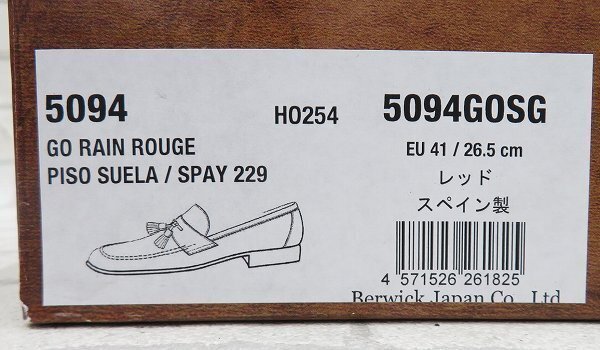 5094 HO254 5094GOSG
GO RAIN ROUGE
PISO SUELA / SPAY 229
EU 41 / 26.5 cm
レッド
スペイン製
4 571526 261825
Berwick Japan Co., Ltd.